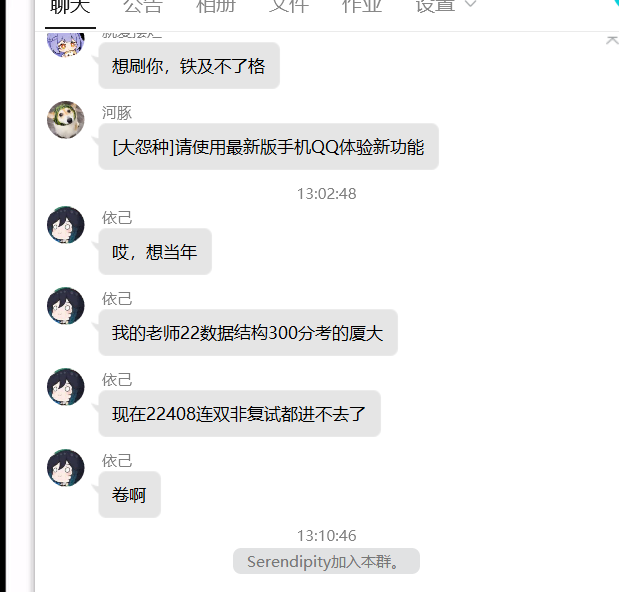 聊天 公告 相册 文件 作业 设置
就爱摆烂
想刷你，铁及不了格
河豚
[大怨种]请使用最新版手机QQ体验新功能
13:02:48
依己
哎，想当年
依己
我的老师22数据结构300分考的厦大
依己
现在22408连双非复试都进不去了
依己
卷啊
13:10:46
Serendipity加入本群。